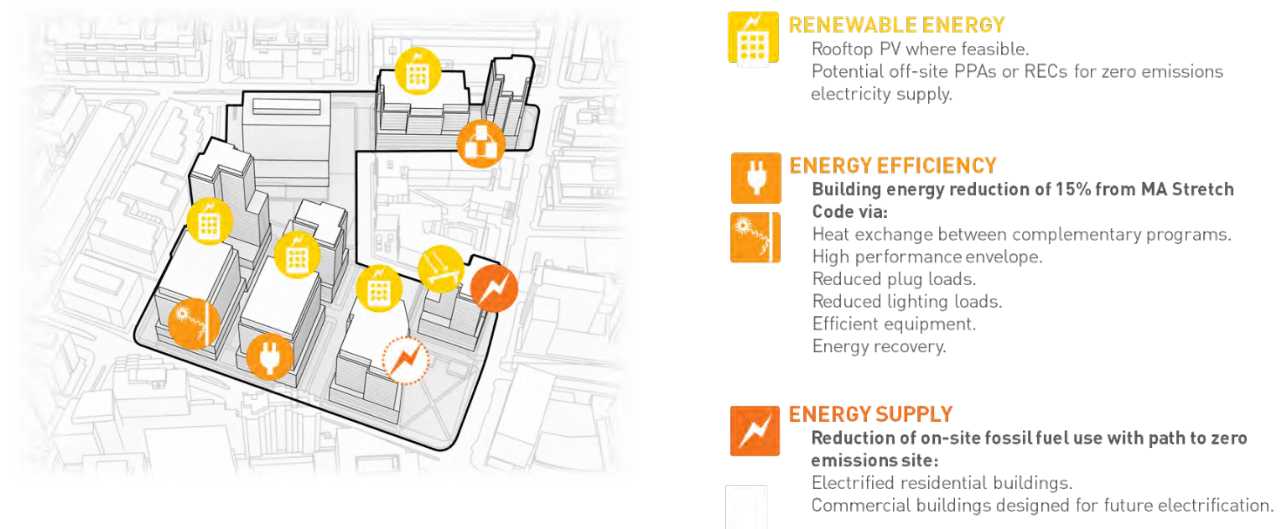 RENEWABLE ENERGY
Rooftop PV where feasible.
Potential off-site PPAs or RECs for zero emissions
electricity supply.
ENERGY EFFICIENCY
Building energy reduction of 15% from MA Stretch
Code via:
Heat exchange between complementary programs.
High performance envelope.
Reduced plug loads.
Reduced lighting loads.
Efficient equipment.
Energy recovery.
ENERGY SUPPLY
Reduction of on-site fossil fuel use with path to zero
emissions site:
Electrified residential buildings.
Commercial buildings designed for future electrification.